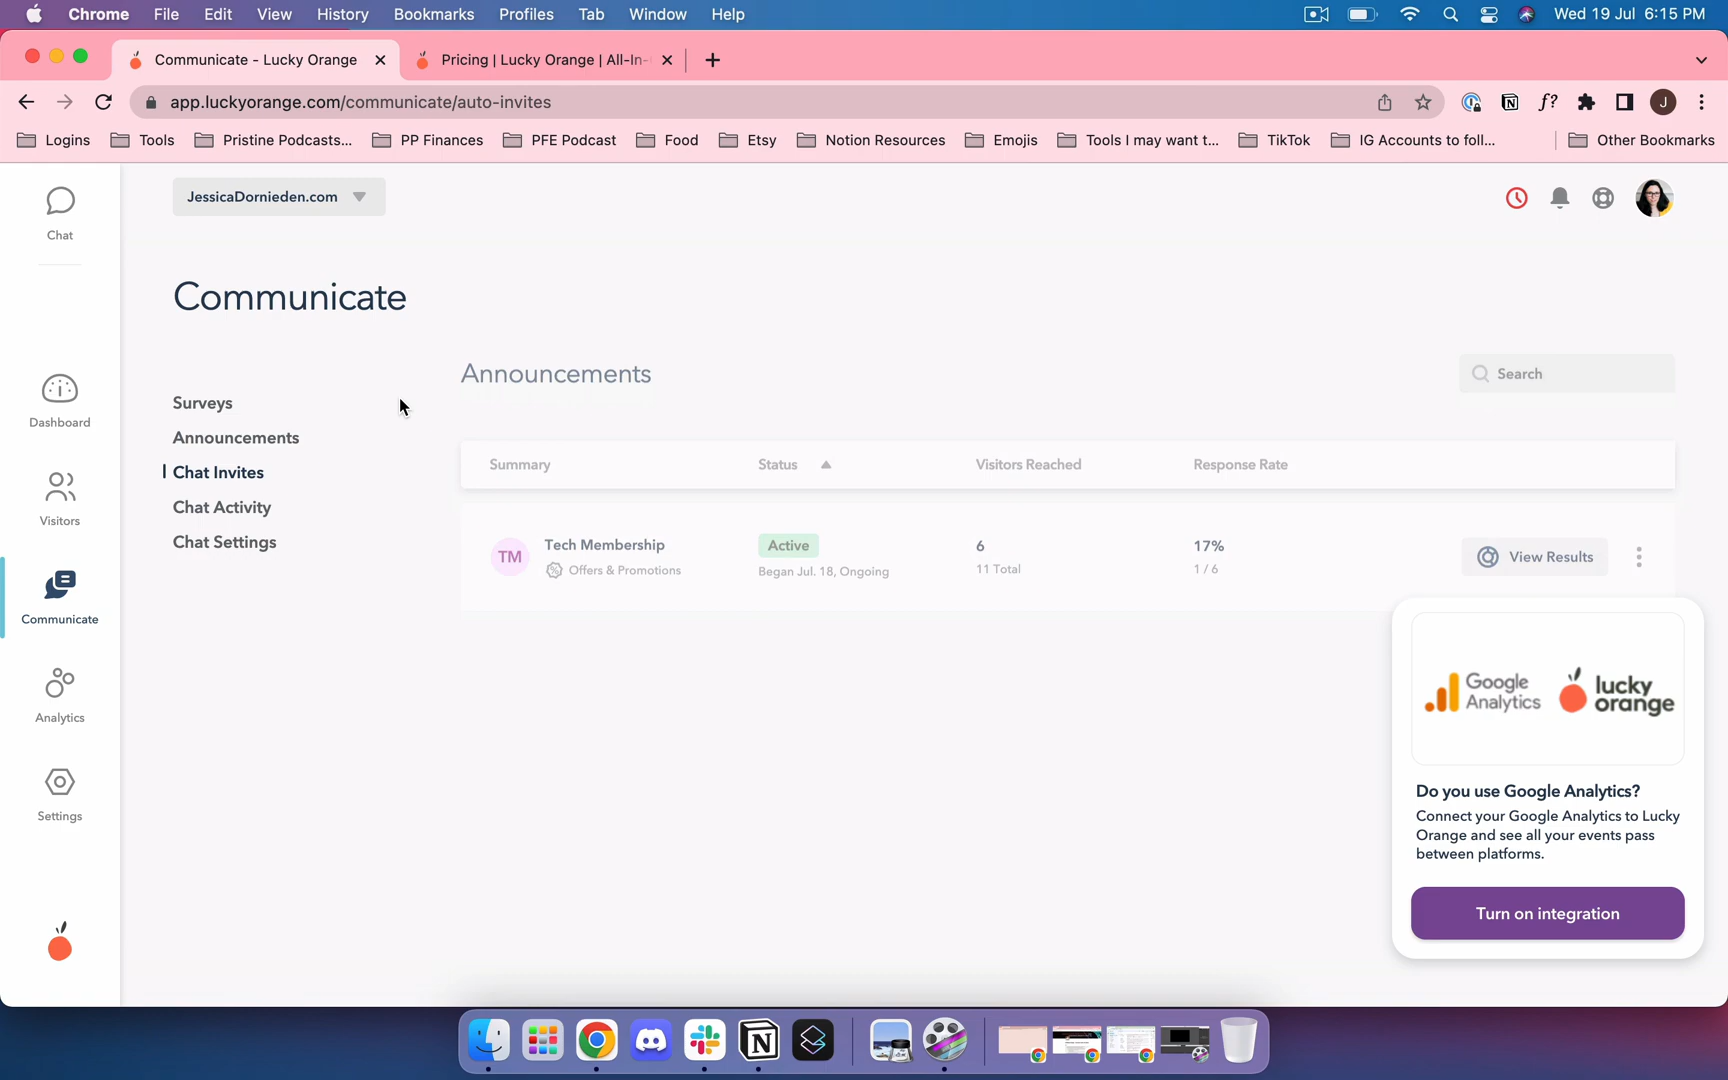 Chrome File Edit View History Bookmarks Profiles Tab Window Help Wed 19 Jul 6:15 PM
Communicate - Lucky Orange Pricing | Lucky Orange | All-In-
app.luckyorange.com/communicate/auto-invites f? J
Logins Tools Pristine Podcasts... PP Finances PFE Podcast Food Etsy Notion Resources Emojis Tools I may want t... TikTok IG Accounts to foll... Other Bookmarks
Chat
JessicaDornieden.com
Communicate
Announcements
Search
Surveys
Announcements
Chat Invites
Chat Activity
Chat Settings
Dashboard
Visitors
Communicate
Analytics
Settings
Summary Status Visitors Reached Response Rate
TM Tech Membership Active 6 17% View Results
Offers & Promotions Began Jul. 18, Ongoing 11 Total 1 / 6
Google Analytics lucky orange
Do you use Google Analytics?
Connect your Google Analytics to Lucky
Orange and see all your events pass
between platforms.
Turn on integration